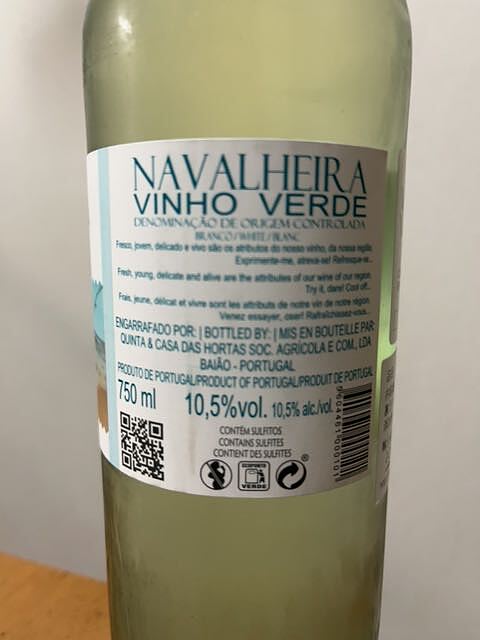 NAVALHEIRA
VINHO VERDE
DENOMINAÇÃO DE ORIGEM CONTROLADA
BRANCO/WHITE/BLANC
Fresco, jovem, delicado e vivo são os atributos do nosso vinho, da nossa região.
Exprimente-me, atreva-se! Refresque-se...
Fresh, young, delicate and alive are the attributes of our wine of our region.
Try it, dare! Cool off...
Frais, jeune, délicat et vivre sont les attributs de notre vin de notre région.
Venez essayer, oser! Rafraîchissez-vous...
ENGARRAFADO POR: | BOTTLED BY: | MIS EN BOUTEILLE PAR:
QUINTA & CASA DAS HORTAS SOC. AGRÍCOLA E COM., LDA
BAIÃO - PORTUGAL
PRODUTO DE PORTUGAL/PRODUCT OF PORTUGAL/PRODUIT DE PORTUGAL
750 ml 10,5%vol. 10,5% alc./vol.
CONTÉM SULFITOS
CONTAINS SULFITES
CONTIENT DES SULFITES
ECOPONTO
VERDE